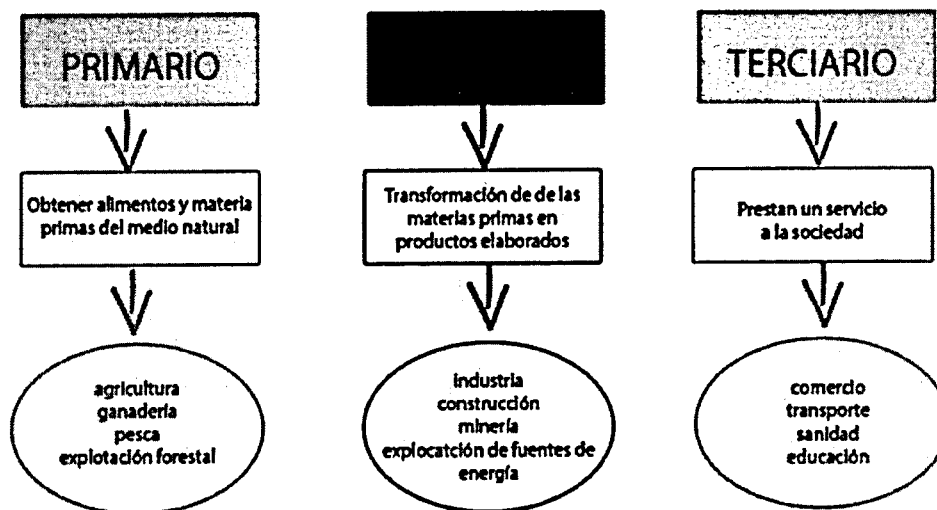 PRIMARIO
Obtener alimentos y materia
primas del medio natural
agricultura
ganadería
pesca
explotación forestal
Transformación de de las
materias primas en
productos elaborados
industria
construcción
minería
explocatción de fuentes de
energía
TERCIARIO
Prestan un servicio
a la sociedad
comercio
transporte
sanidad
educación